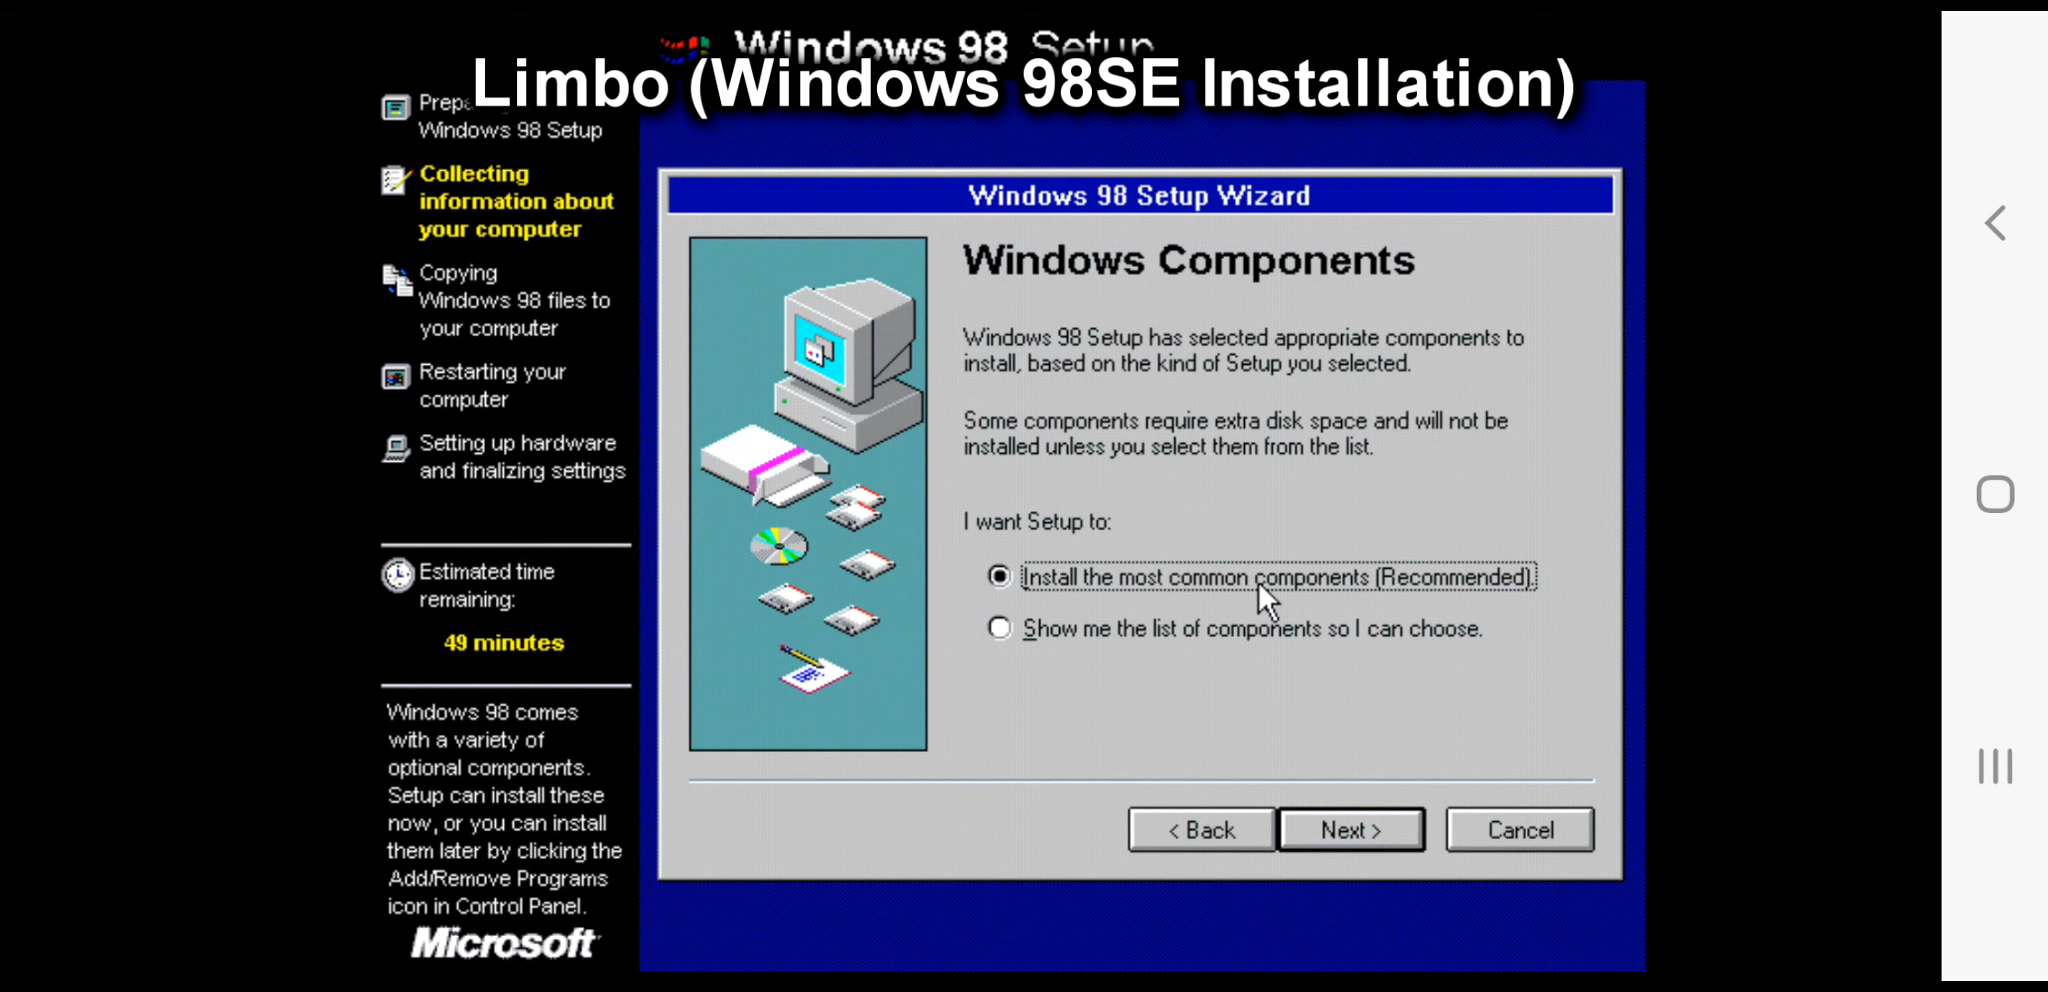 Windows 98 Setup
Limbo (Windows 98SE Installation)
Windows 98 Setup
Collecting
information about
your computer
Copying
Windows 98 files to
your computer
Restarting your
computer
Setting up hardware
and finalizing settings
Estimated time
remaining:
49 minutes
Windows 98 comes
with a variety of
optional components.
Setup can install these
now, or you can install
them later by clicking the
Add/Remove Programs
icon in Control Panel.
Microsoft
Windows 98 Setup Wizard
Windows Components
Windows 98 Setup has selected appropriate components to
install, based on the kind of Setup you selected.
Some components require extra disk space and will not be
installed unless you select them from the list.
I want Setup to:
Install the most common components (Recommended).
Show me the list of components so I can choose.
< Back
Next >
Cancel